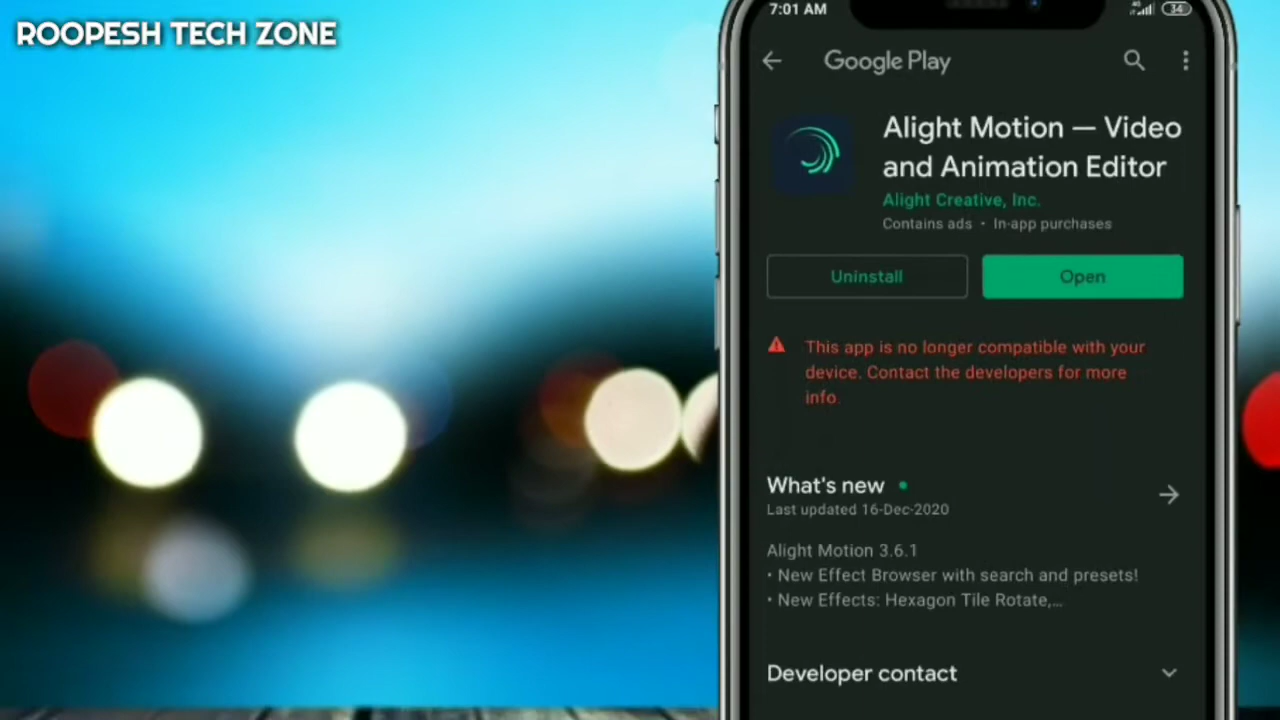 ROOPESH TECH ZONE
7:01 AM
4G
34
Google Play
Alight Motion — Video
and Animation Editor
Alight Creative, Inc.
Contains ads • In-app purchases
Uninstall
Open
This app is no longer compatible with your
device. Contact the developers for more
info.
What's new
Last updated 16-Dec-2020
Alight Motion 3.6.1
• New Effect Browser with search and presets!
• New Effects: Hexagon Tile Rotate,...
Developer contact